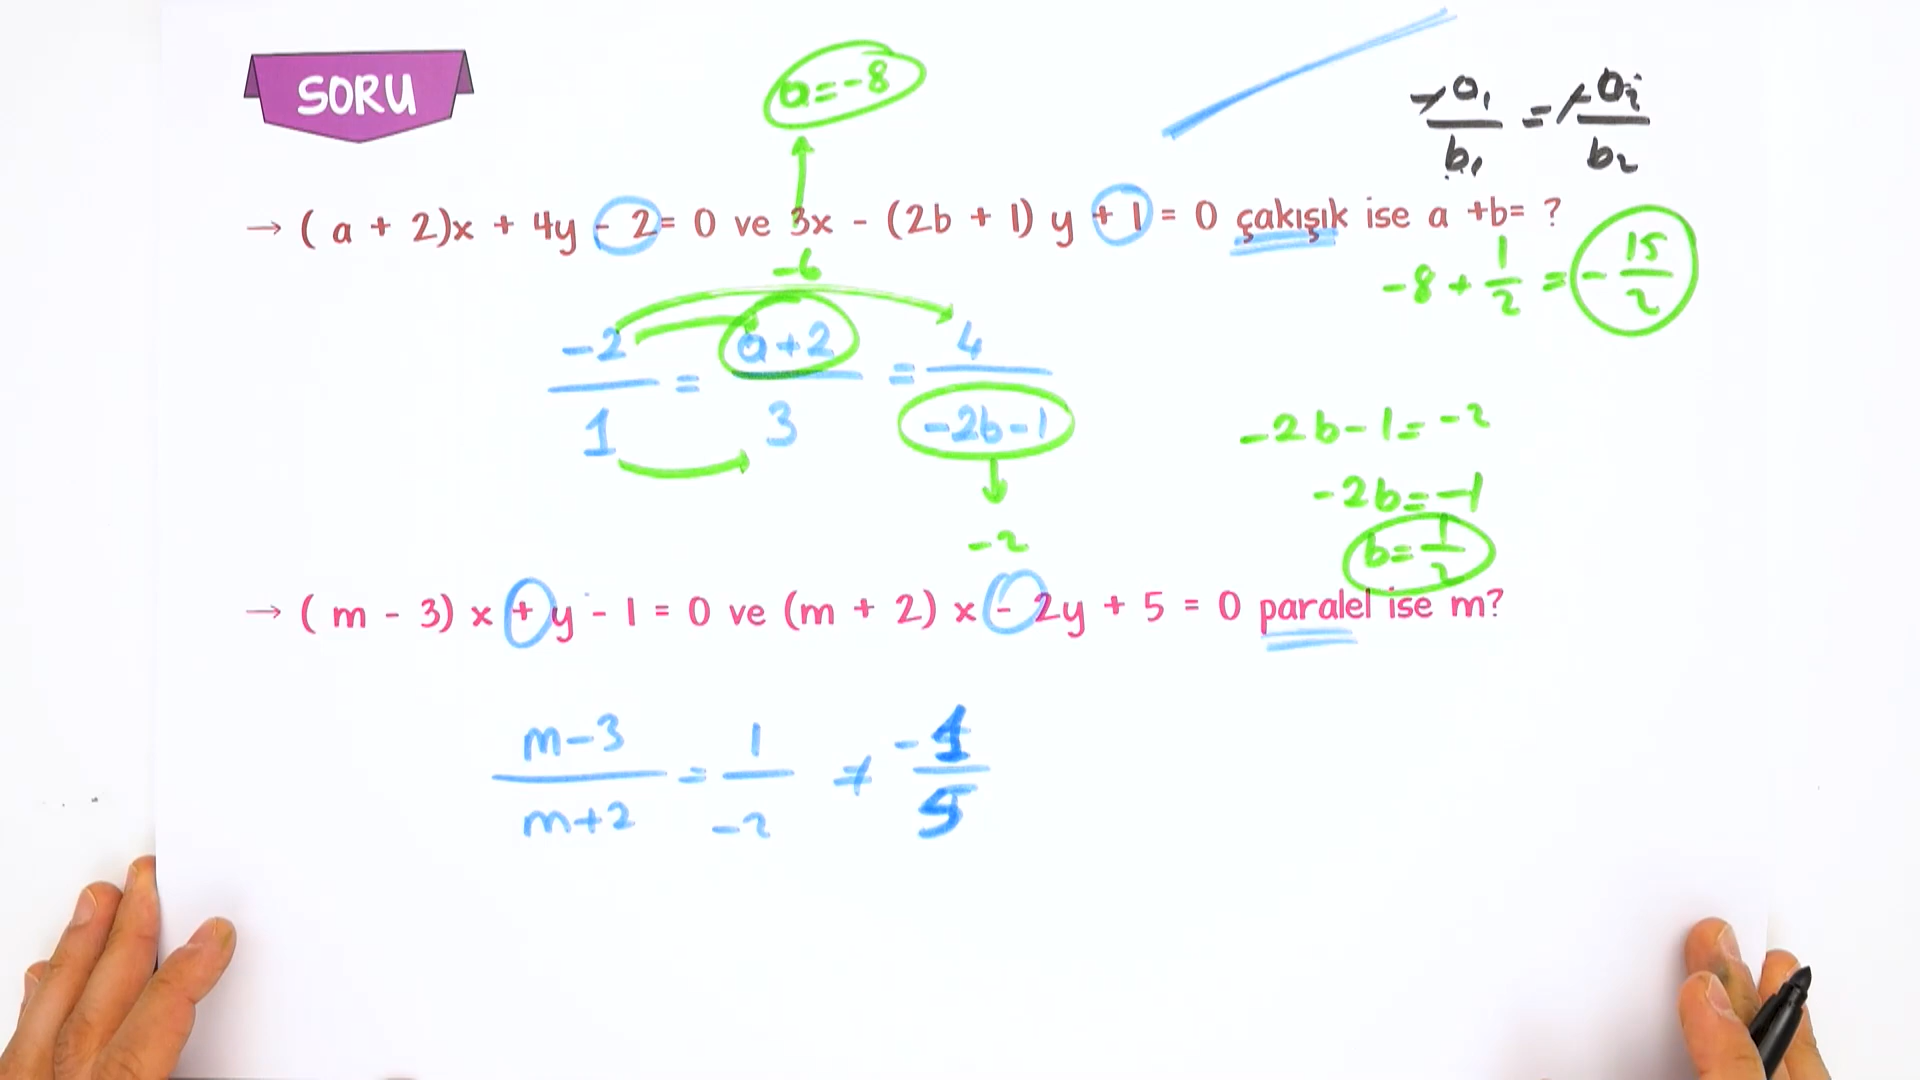 SORU
a=-8
-a₁/b₁ = -a₂/b₂
→ ( a + 2)x + 4y - 2 = 0 ve 3x - (2b + 1) y + 1 = 0 çakışık ise a +b= ?
-6
-8 + 1/2 = -15/2
-2/1 = a+2/3 = 4/-2b-1
-2b-1=-2
-2b=-1
-2
b=1/2
→ ( m - 3) x + y - 1 = 0 ve (m + 2) x - 2y + 5 = 0 paralel ise m?
m-3/m+2 = 1/-2 ≠ -1/5